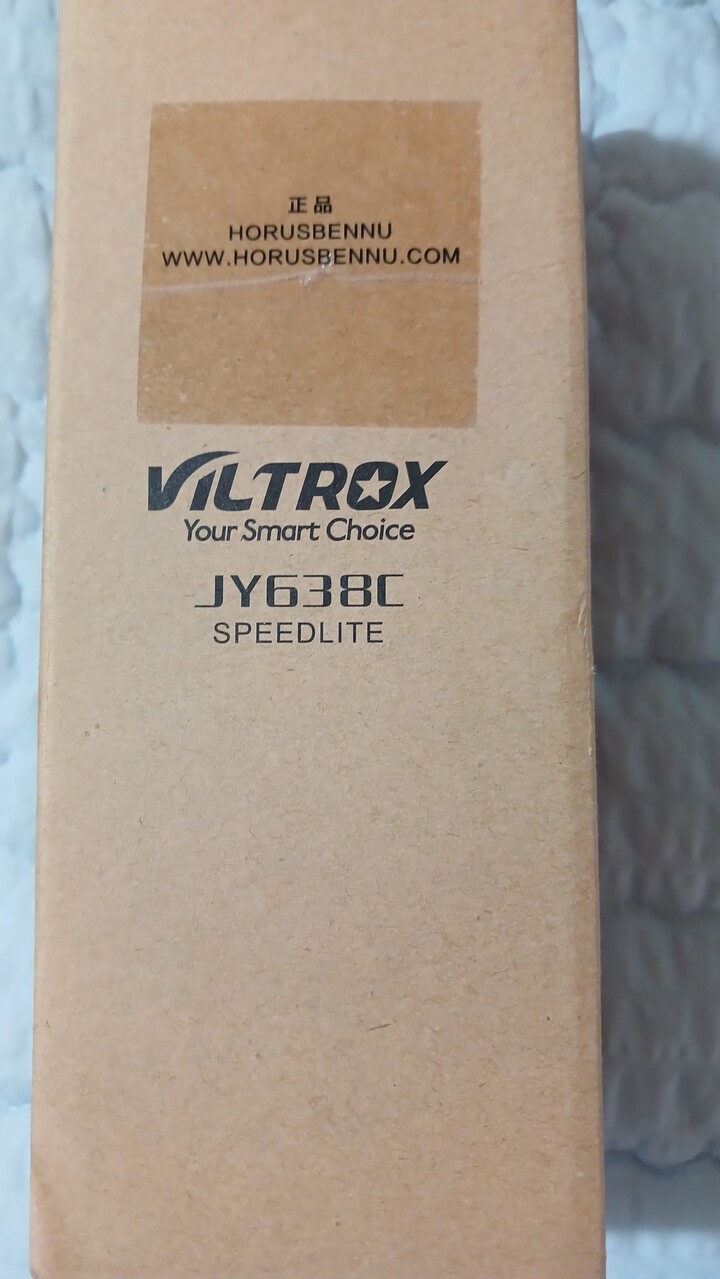 正品
HORUSBENNU
WWW.HORUSBENNU.COM
VILTROX
Your Smart Choice
JY638C
SPEEDLITE